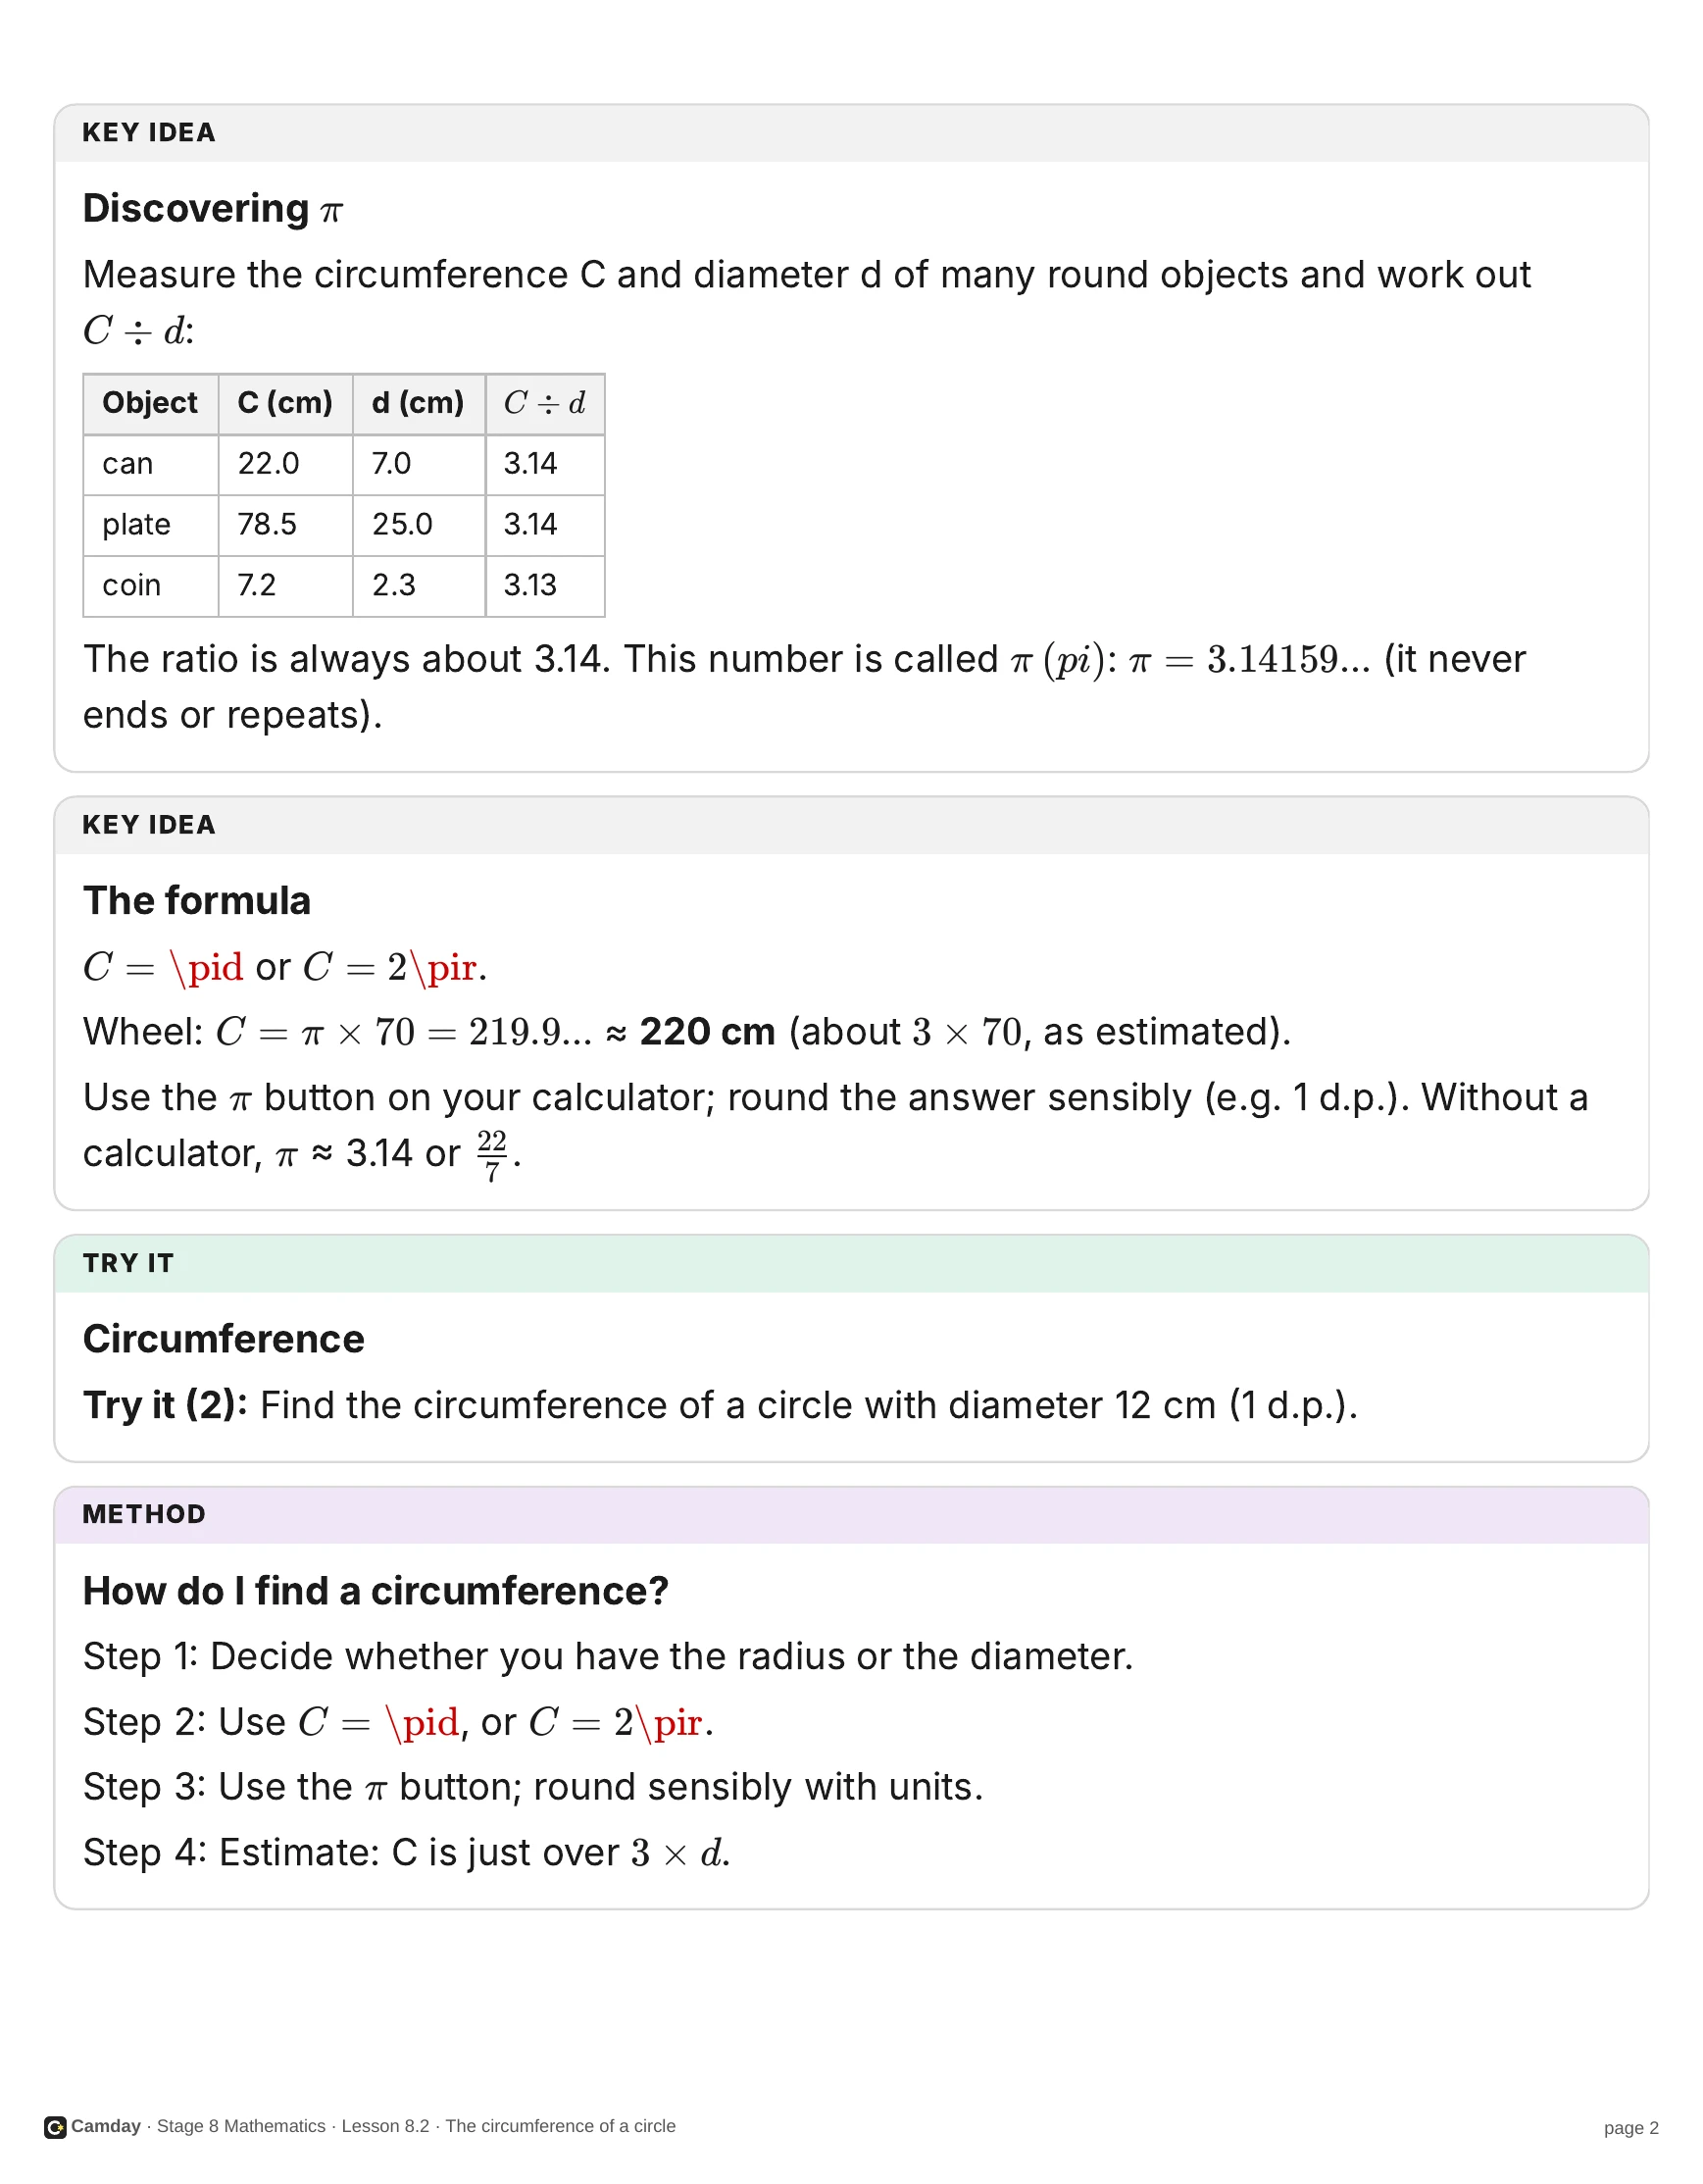 KEY IDEA
Discovering π
Measure the circumference C and diameter d of many round objects and work out
C ÷ d:
Object C (cm) d (cm) C ÷ d
can 22.0 7.0 3.14
plate 78.5 25.0 3.14
coin 7.2 2.3 3.13
The ratio is always about 3.14. This number is called π (pi): π = 3.14159... (it never
ends or repeats).
KEY IDEA
The formula
C = \pid or C = 2\pir.
Wheel: C = π × 70 = 219.9... ≈ 220 cm (about 3 × 70, as estimated).
Use the π button on your calculator; round the answer sensibly (e.g. 1 d.p.). Without a
calculator, π ≈ 3.14 or 22/7.
TRY IT
Circumference
Try it (2): Find the circumference of a circle with diameter 12 cm (1 d.p.).
METHOD
How do I find a circumference?
Step 1: Decide whether you have the radius or the diameter.
Step 2: Use C = \pid, or C = 2\pir.
Step 3: Use the π button; round sensibly with units.
Step 4: Estimate: C is just over 3 × d.
Camday · Stage 8 Mathematics · Lesson 8.2 · The circumference of a circle page 2